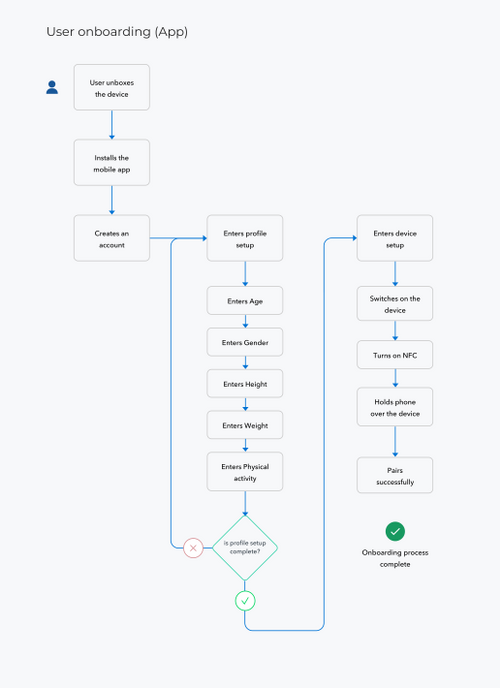 User onboarding (App)
User unboxes
the device
Installs the
mobile app
Creates an
account
Enters profile
setup
Enters Age
Enters Gender
Enters Height
Enters Weight
Enters Physical
activity
is profile setup
complete?
Enters device
setup
Switches on the
device
Turns on NFC
Holds phone
over the device
Pairs
successfully
Onboarding process
complete